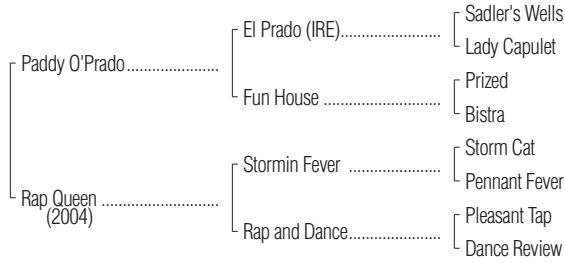 Sadler's Wells
El Prado (IRE)......................
Lady Capulet
Paddy O'Prado....................
Prized
Fun House .........................
Bistra
Storm Cat
Stormin Fever ....................
Pennant Fever
Rap Queen .........................
(2004)
Pleasant Tap
Rap and Dance....................
Dance Review